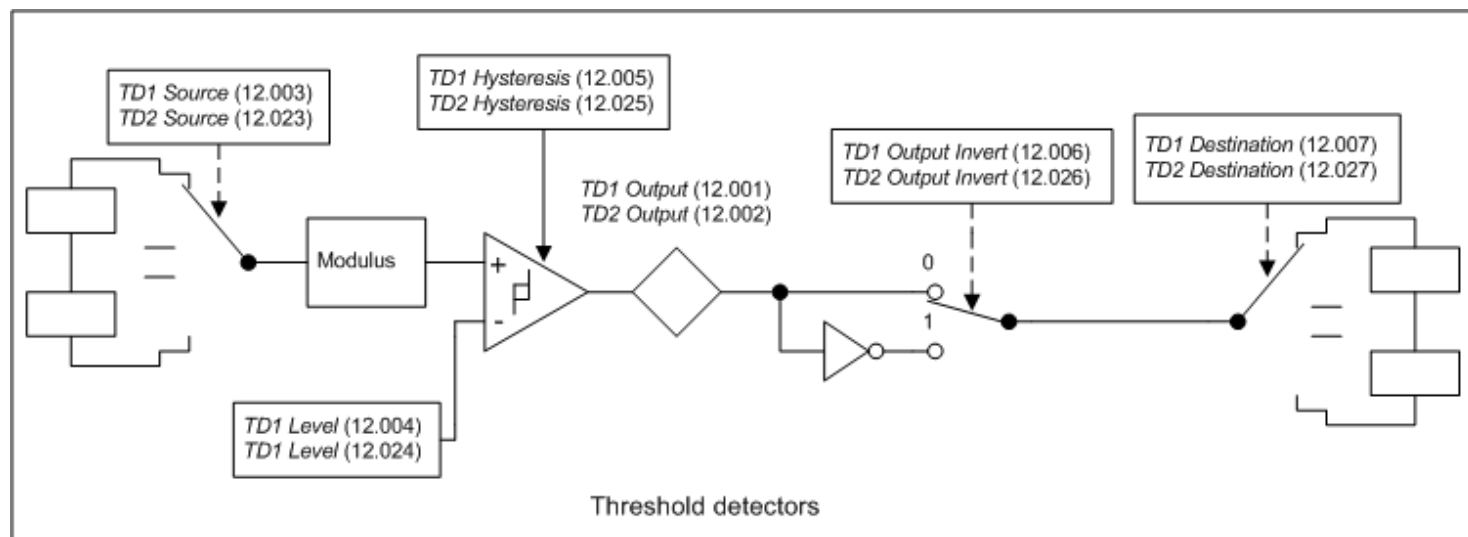 TD1 Source (12.003)
TD2 Source (12.023)
TD1 Hysteresis (12.005)
TD2 Hysteresis (12.025)
TD1 Output (12.001)
TD2 Output (12.002)
TD1 Output Invert (12.006)
TD2 Output Invert (12.026)
TD1 Destination (12.007)
TD2 Destination (12.027)
Modulus
+
-
0
1
TD1 Level (12.004)
TD1 Level (12.024)
Threshold detectors